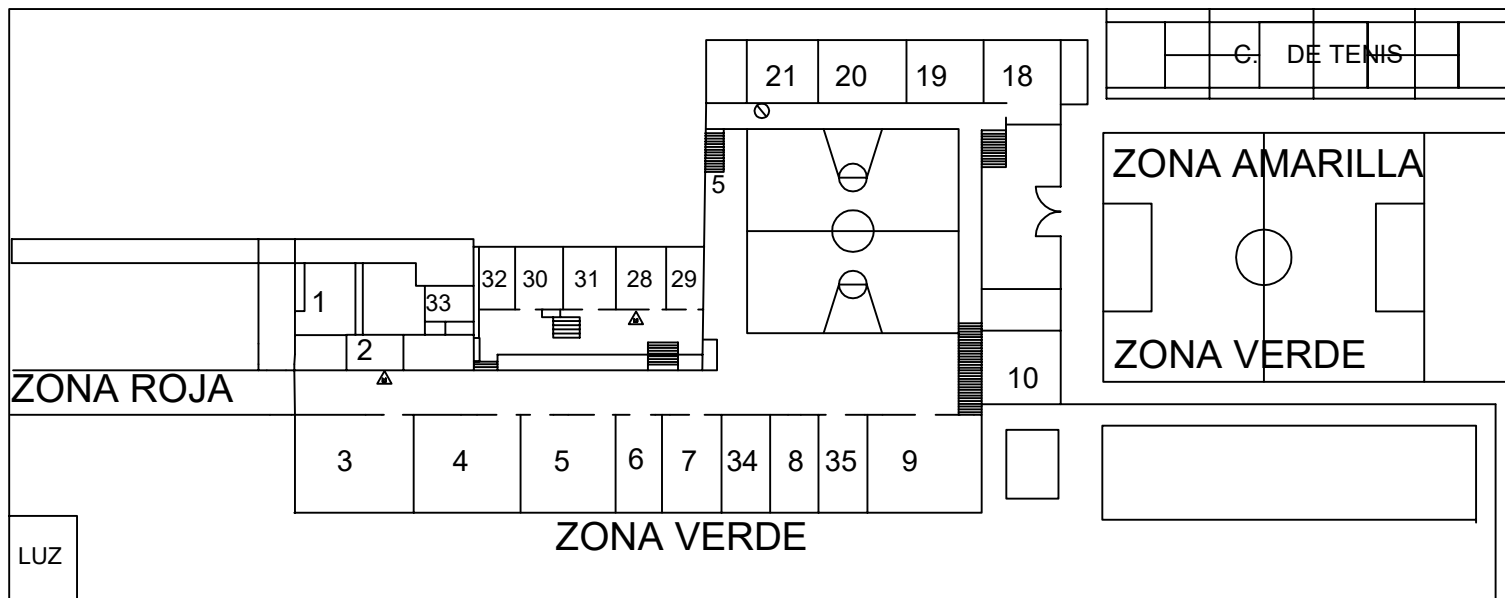 C. DE TENIS
21 20 19 18
ZONA AMARILLA
5
32 30 31 28 29
1 33
2
ZONA VERDE
10
ZONA ROJA
3 4 5 6 7 34 8 35 9
ZONA VERDE
LUZ